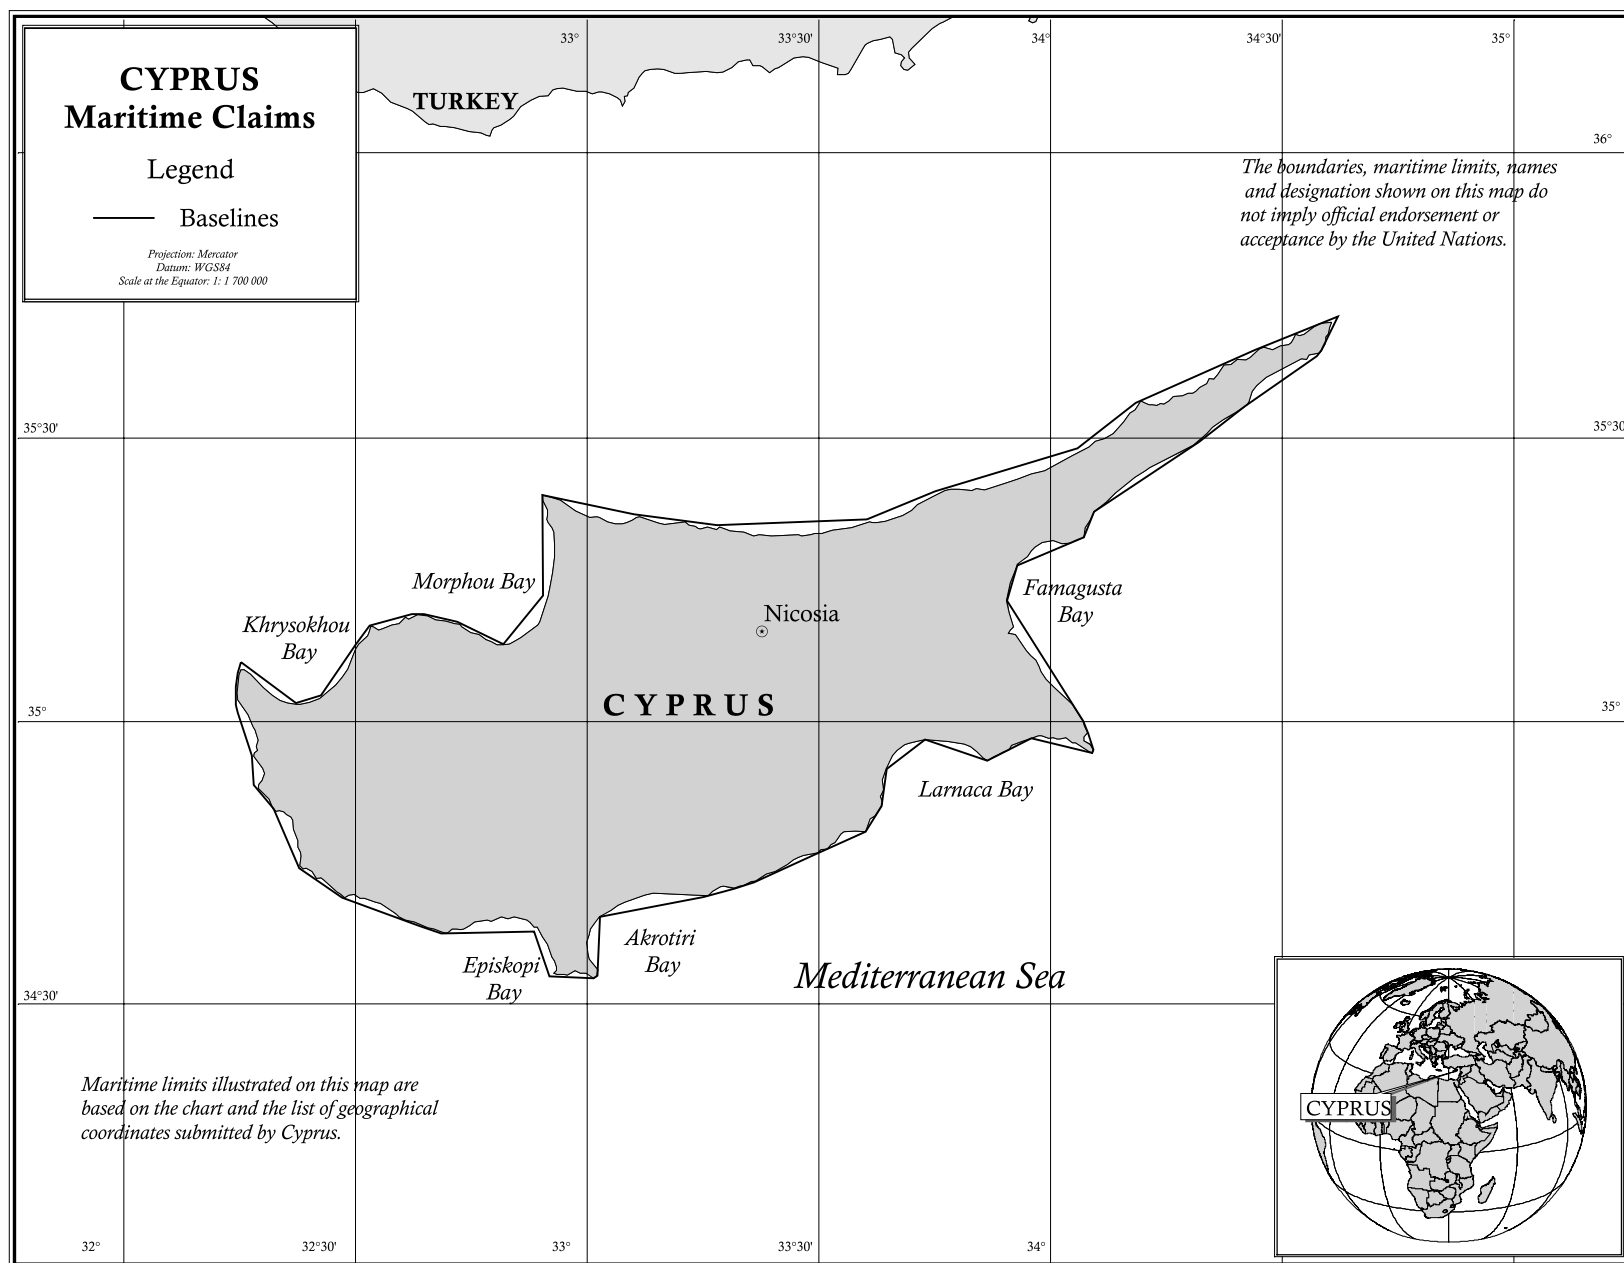 33°
33°30'
34°
34°30'
35°
CYPRUS
Maritime Claims
Legend
Baselines
Projection: Mercator
Datum: WGS84
Scale at the Equator: 1: 1 700 000
TURKEY
36°
The boundaries, maritime limits, names
and designation shown on this map do
not imply official endorsement or
acceptance by the United Nations.
35°30'
35°30
Morphou Bay
Famagusta
Bay
Nicosia
Khrysokhou
Bay
CYPRUS
35°
35°
Larnaca Bay
Akrotiri
Bay
Episkopi
Bay
Mediterranean Sea
34°30'
Maritime limits illustrated on this map are
based on the chart and the list of geographical
coordinates submitted by Cyprus.
CYPRUS
32°
32°30'
33°
33°30'
34°